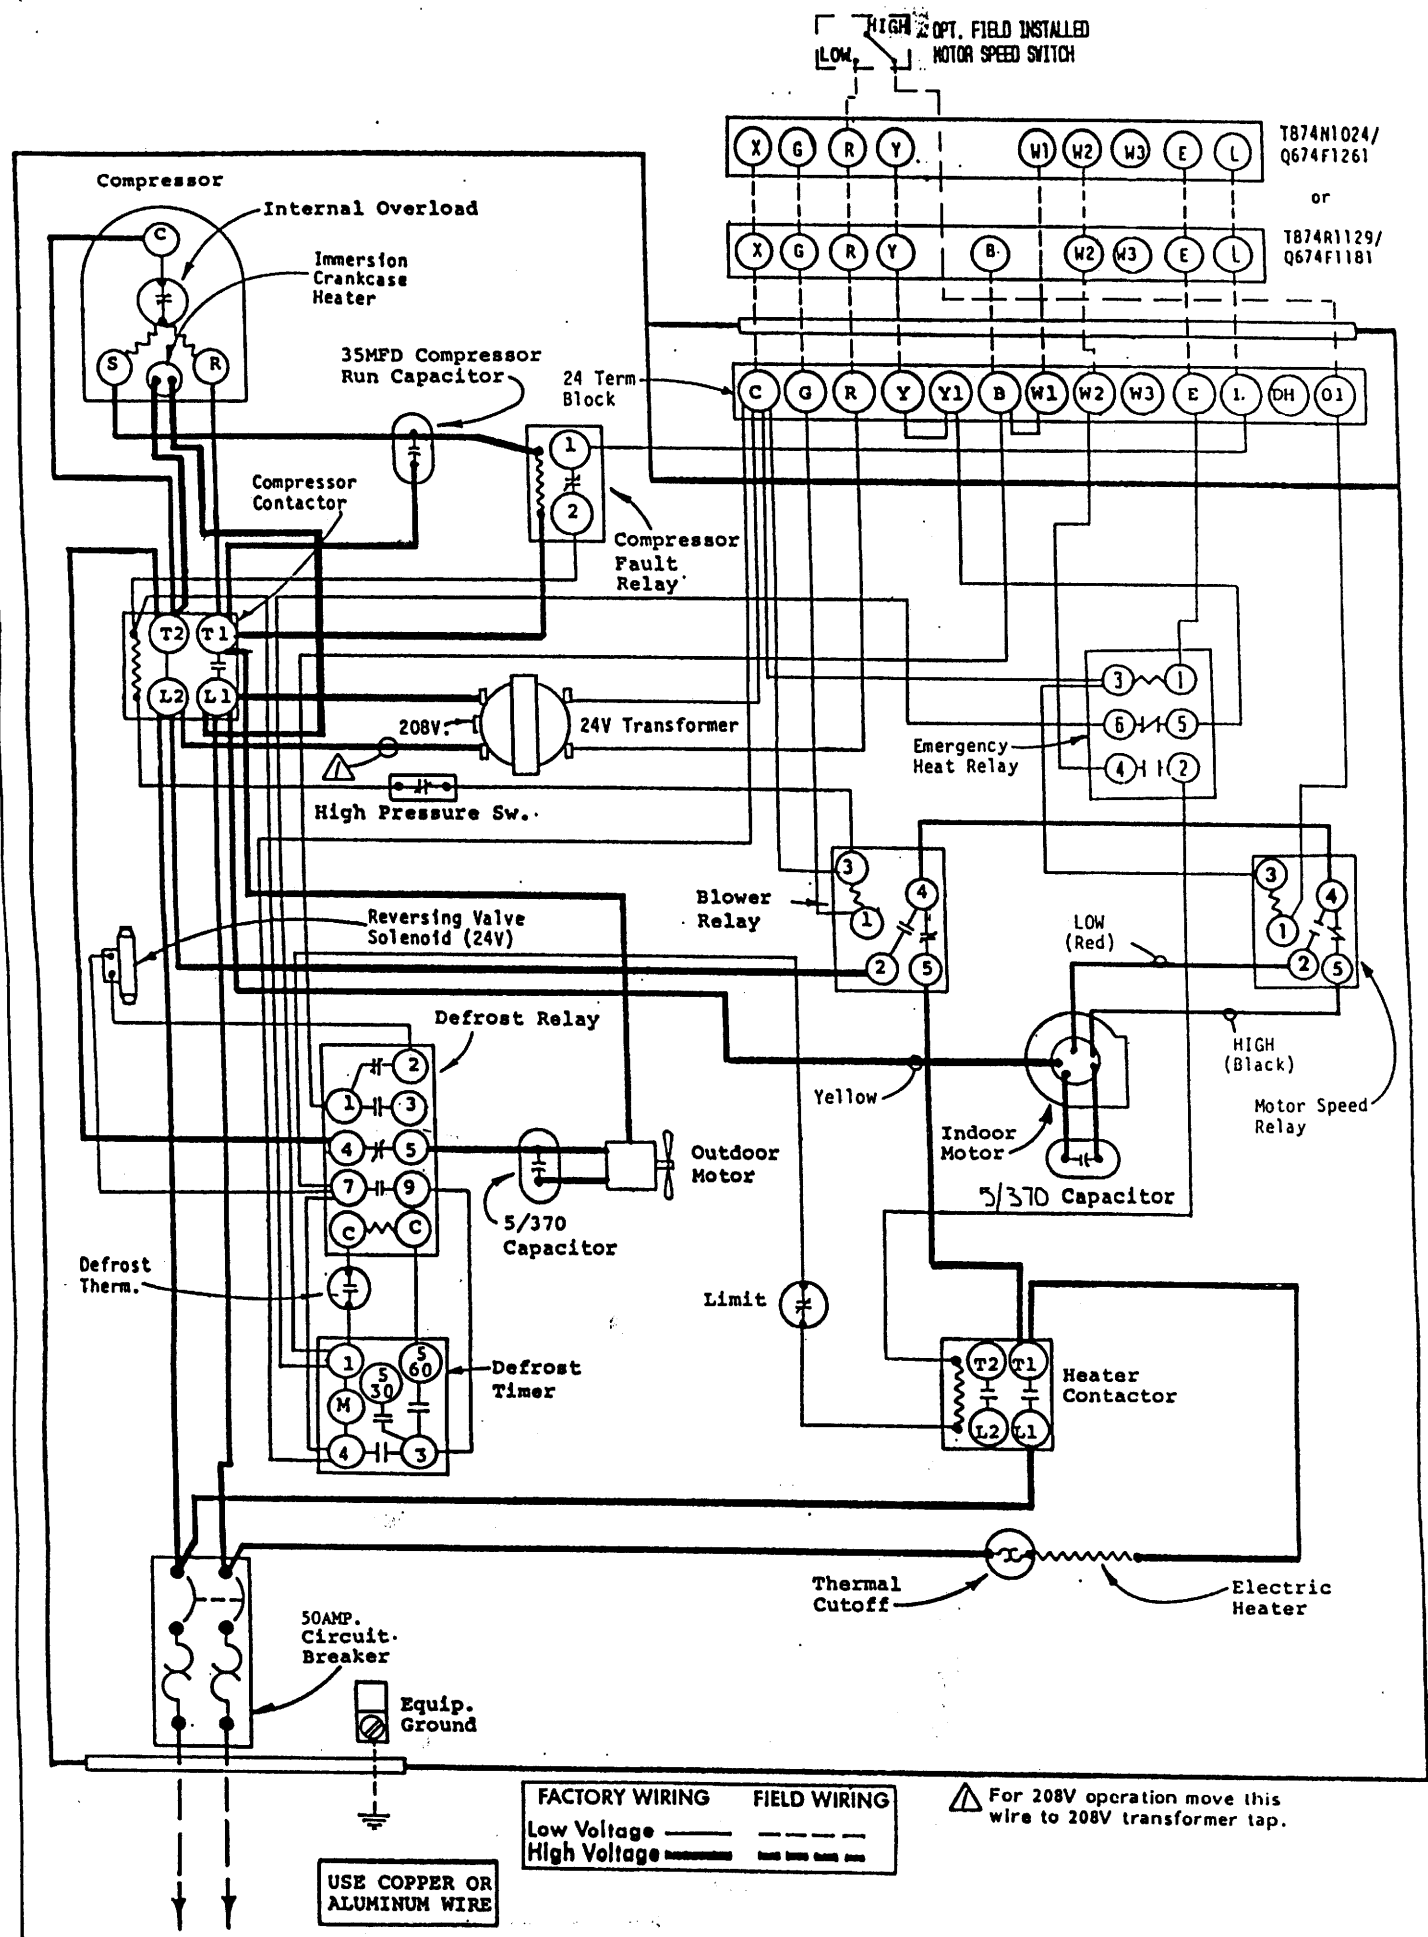 HIGH OPT. FIELD INSTALLED
LOW MOTOR SPEED SWITCH
X G R Y W1 W2 W3 E L
T874N1024/
Q674F1261
or
X G R Y B W2 W3 E L
T874R1129/
Q674F1181
Compressor
Internal Overload
C
Immersion
Crankcase
Heater
S R
35MFD Compressor
Run Capacitor
24 Term
Block
C G R Y Y1 B W1 W2 W3 E L DH 01
1
2
Compressor
Contactor
Compressor
Fault
Relay
T2 T1
L2 L1
208V.
24V Transformer
High Pressure Sw.
3 1
6 5
4 2
Emergency
Heat Relay
Blower
Relay
3 4
1
2 5
3 4
1
2 5
Reversing Valve
Solenoid (24V)
LOW
(Red)
HIGH
(Black)
Yellow
Motor Speed
Relay
Defrost Relay
2
1 3
4 5
7 9
C C
Outdoor
Motor
Indoor
Motor
5/370 Capacitor
5/370
Capacitor
Defrost
Therm.
Limit
1 S 60
S 30
M
4 3
Defrost
Timer
T2 T1
L2 L1
Heater
Contactor
Thermal
Cutoff
Electric
Heater
50AMP.
Circuit
Breaker
Equip.
Ground
FACTORY WIRING FIELD WIRING
Low Voltage
High Voltage
For 208V operation move this
wire to 208V transformer tap.
USE COPPER OR
ALUMINUM WIRE